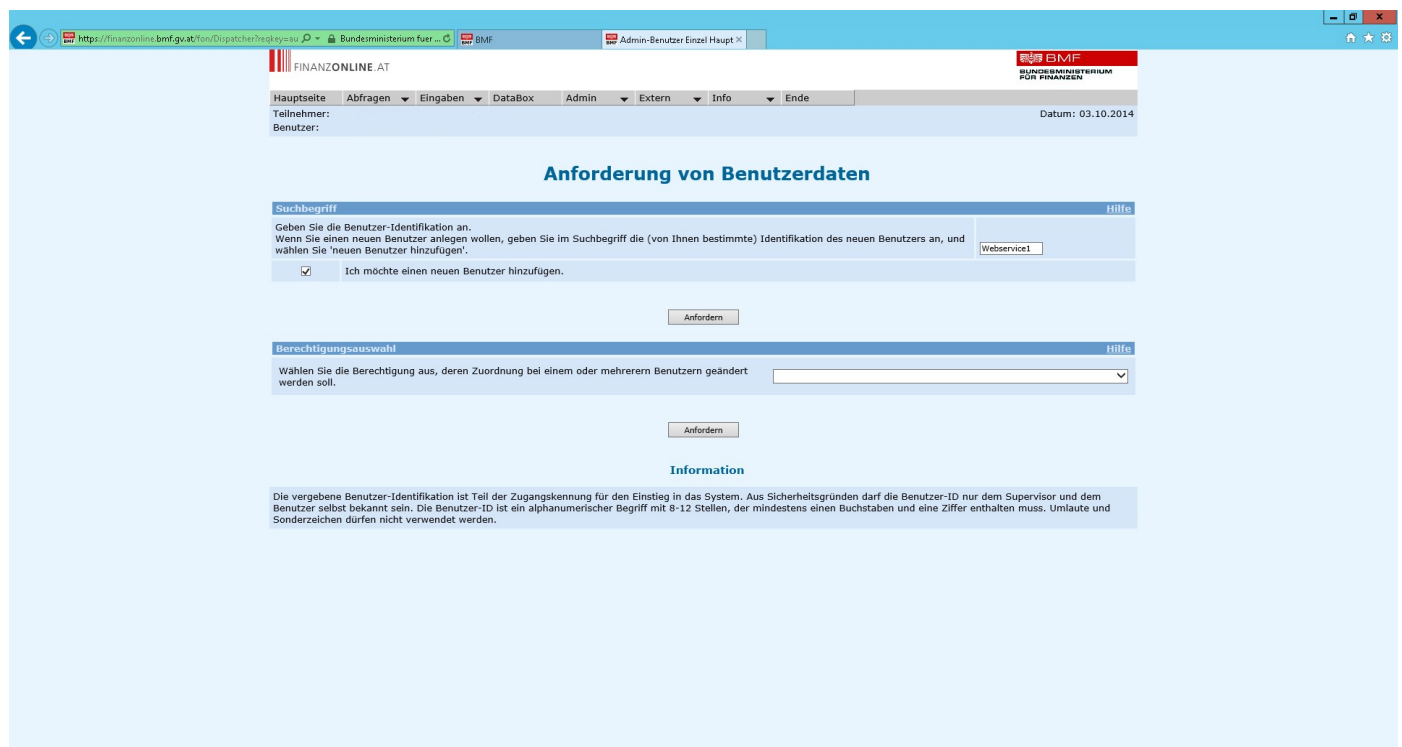 https://finanzonline.bmf.gv.at/fon/Dispatcher?reqkey=au
Bundesministerium fuer ...
BMF
Admin-Benutzer Einzel Haupt
FINANZONLINE.AT
BMF
BUNDESMINISTERIUM
FÜR FINANZEN
Hauptseite Abfragen Eingaben DataBox Admin Extern Info Ende
Teilnehmer: Datum: 03.10.2014
Benutzer:
Anforderung von Benutzerdaten
Suchbegriff Hilfe
Geben Sie die Benutzer-Identifikation an.
Wenn Sie einen neuen Benutzer anlegen wollen, geben Sie im Suchbegriff die (von Ihnen bestimmte) Identifikation des neuen Benutzers an, und
wählen Sie 'neuen Benutzer hinzufügen'.
Webservice1
Ich möchte einen neuen Benutzer hinzufügen.
Anfordern
Berechtigungsauswahl Hilfe
Wählen Sie die Berechtigung aus, deren Zuordnung bei einem oder mehrerern Benutzern geändert
werden soll.
Anfordern
Information
Die vergebene Benutzer-Identifikation ist Teil der Zugangskennung für den Einstieg in das System. Aus Sicherheitsgründen darf die Benutzer-ID nur dem Supervisor und dem
Benutzer selbst bekannt sein. Die Benutzer-ID ist ein alphanumerischer Begriff mit 8-12 Stellen, der mindestens einen Buchstaben und eine Ziffer enthalten muss. Umlaute und
Sonderzeichen dürfen nicht verwendet werden.